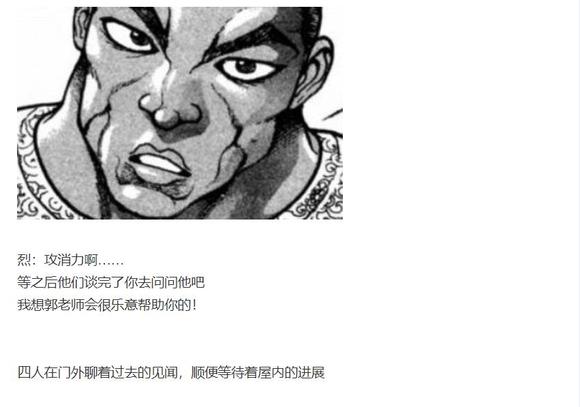 烈：攻消力啊……
等之后他们谈完了你去问问他吧
我想郭老师会很乐意帮助你的！
四人在门外聊着过去的见闻，顺便等待着屋内的进展